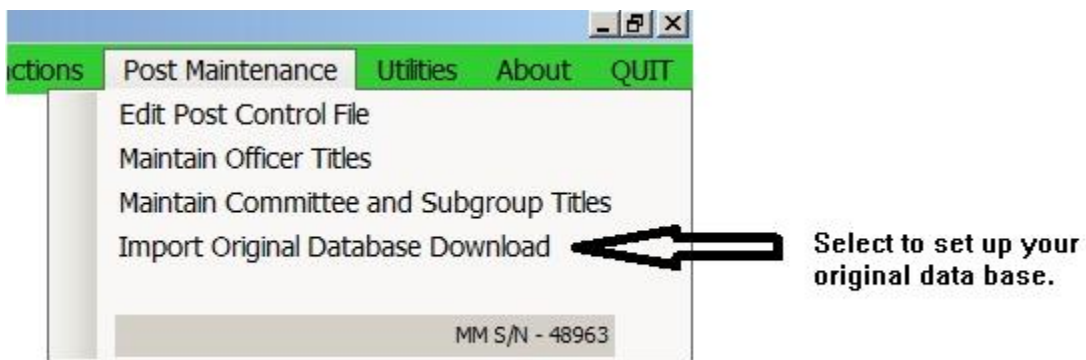 ctions Post Maintenance Utilities About QUIT
Edit Post Control File
Maintain Officer Titles
Maintain Committee and Subgroup Titles
Import Original Database Download
Select to set up your
original data base.
MM S/N - 48963